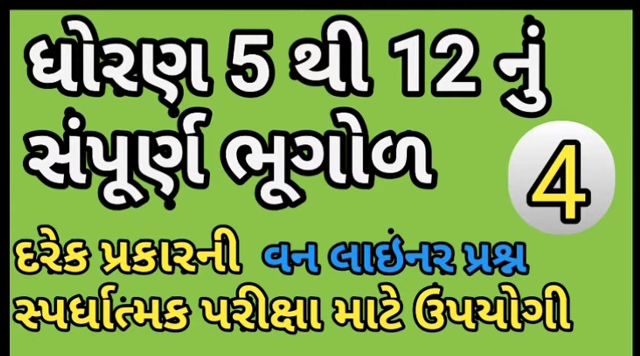 ધોરણ 5 થી 12 નું
સંપૂર્ણ ભૂગોળ
4
દરેક પ્રકારની વન લાઇનર પ્રશ્ન
સ્પર્ધાત્મક પરીક્ષા માટે ઉપયોગી